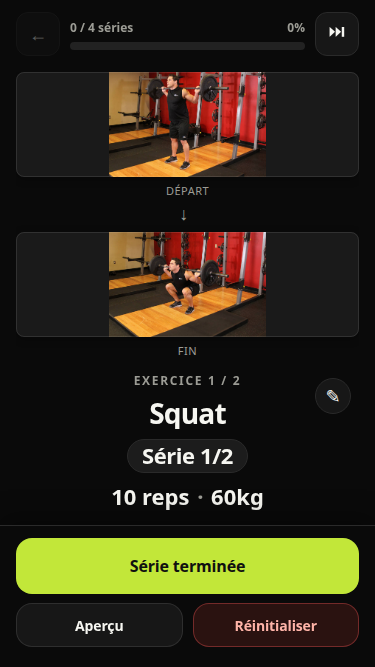 ←
0 / 4 séries 0%
DÉPART
↓
FIN
EXERCICE 1 / 2
Squat
Série 1/2
10 reps · 60kg
Série terminée
Aperçu Réinitialiser